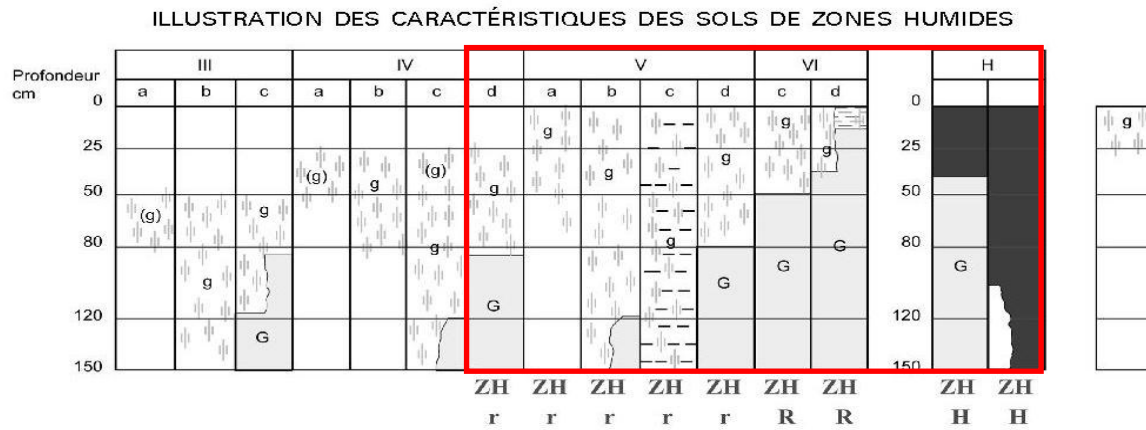 ILLUSTRATION DES CARACTÉRISTIQUES DES SOLS DE ZONES HUMIDES
III IV V VI H
Profondeur
cm
a b c a b c d a b c d c d
0 0
g g g
g
25 25
(g) (g) g g g
g g
50 50
(g) g
80 g g G 80
g G G G
G G
120 120
G
150 150
ZH ZH ZH ZH ZH ZH ZH ZH ZH
r r r r r R R H H